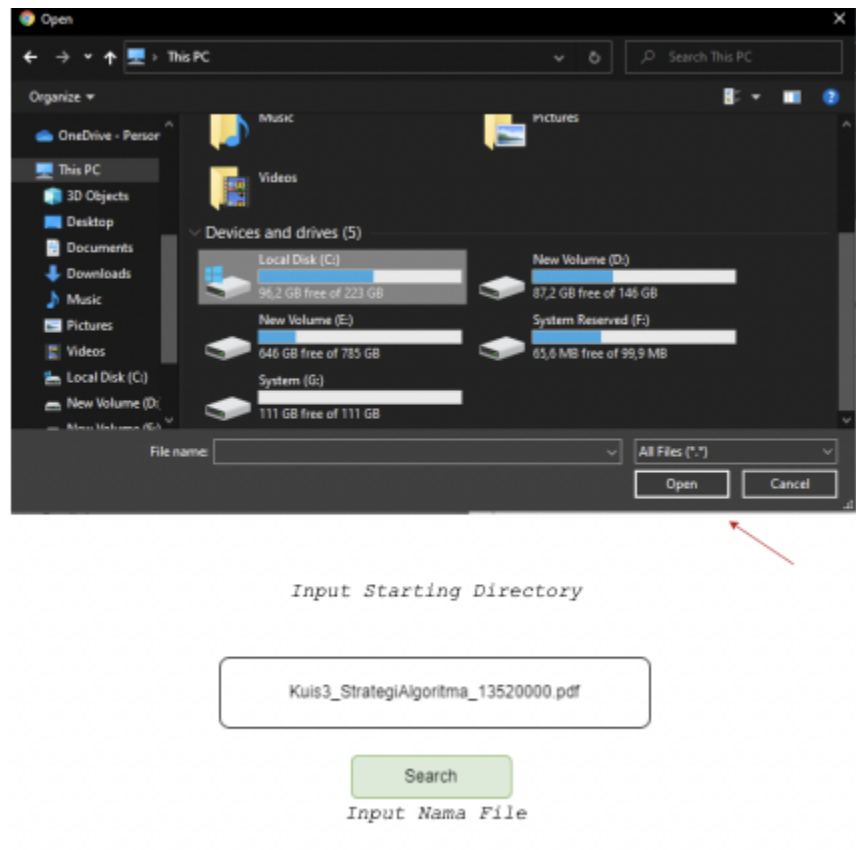 Open
This PC
Search This PC
Organize
OneDrive - Person
This PC
3D Objects
Desktop
Documents
Downloads
Music
Pictures
Videos
Local Disk (C:)
New Volume (D:
Music
Pictures
Videos
Devices and drives (5)
Local Disk (C:)
96,2 GB free of 223 GB
New Volume (D:)
87,2 GB free of 146 GB
New Volume (E:)
646 GB free of 785 GB
System Reserved (F:)
65,6 MB free of 99,9 MB
System (G:)
111 GB free of 111 GB
File name:
All Files (*.*)
Open
Cancel
Input Starting Directory
Kuis3_StrategiAlgoritma_13520000.pdf
Search
Input Nama File